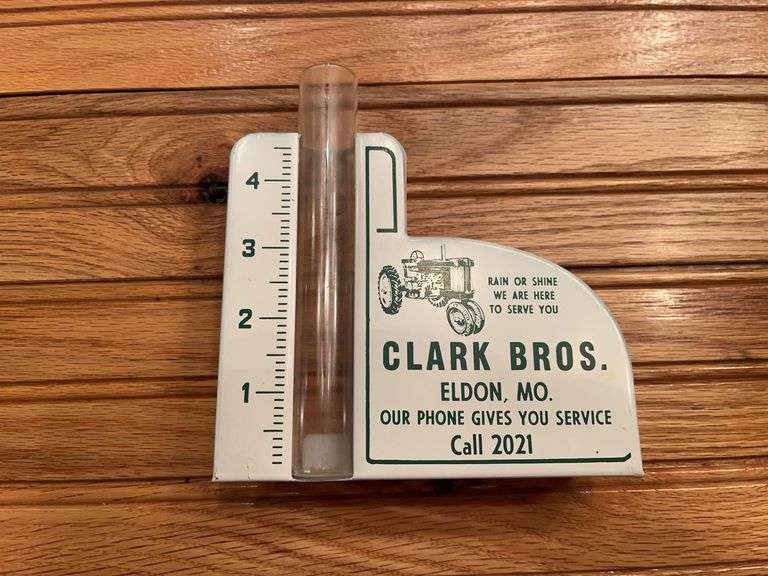 4
3
2
1
RAIN OR SHINE
WE ARE HERE
TO SERVE YOU
CLARK BROS.
ELDON, MO.
OUR PHONE GIVES YOU SERVICE
Call 2021